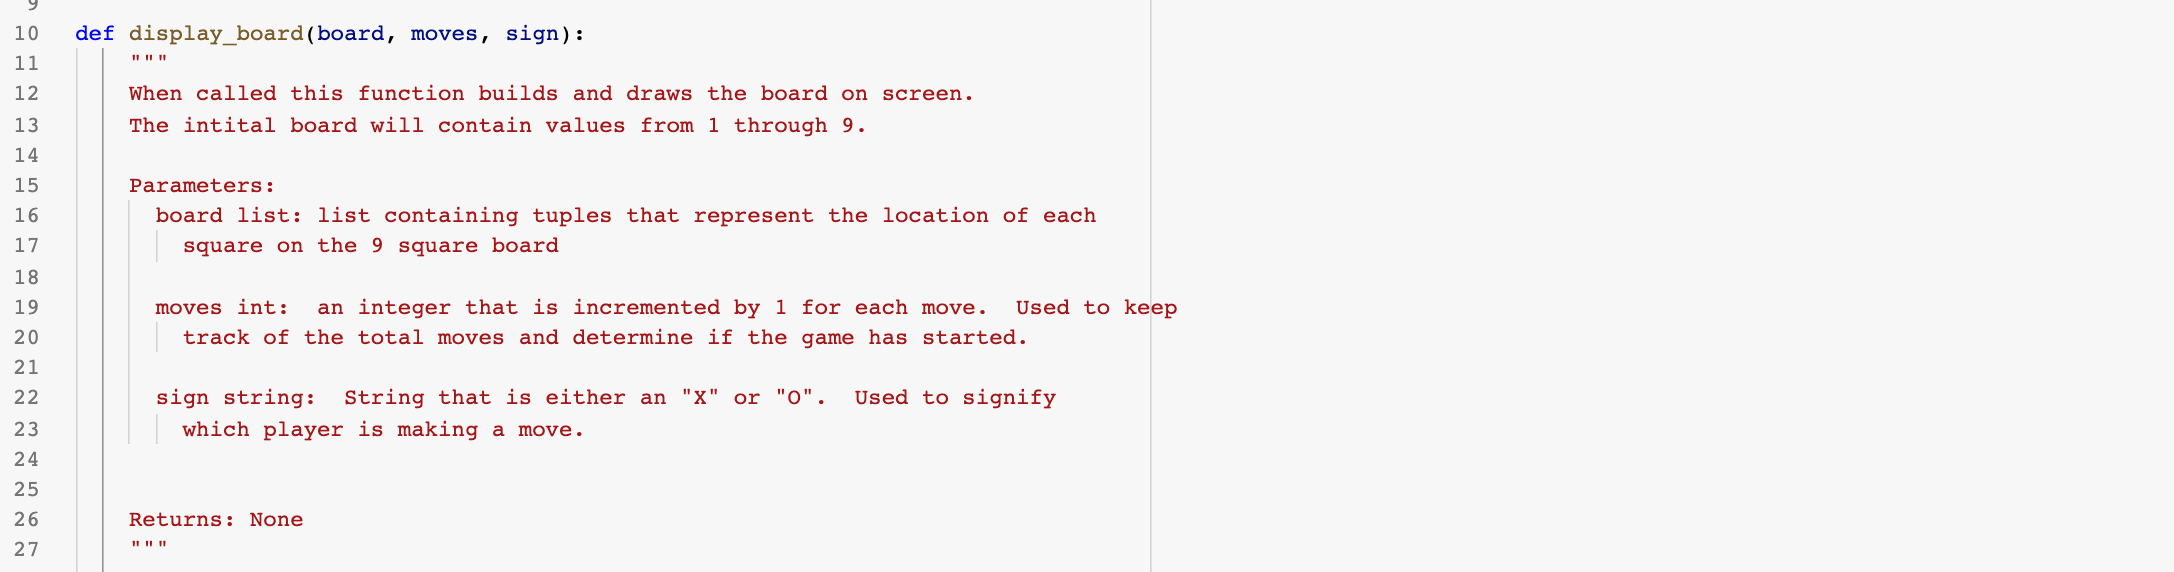 9
10 def display_board(board, moves, sign):
11 """
12 When called this function builds and draws the board on screen.
13 The intital board will contain values from 1 through 9.
14
15 Parameters:
16 board list: list containing tuples that represent the location of each
17 square on the 9 square board
18
19 moves int:  an integer that is incremented by 1 for each move.  Used to keep
20 track of the total moves and determine if the game has started.
21
22 sign string:  String that is either an "X" or "O".  Used to signify
23 which player is making a move.
24
25
26 Returns: None
27 """